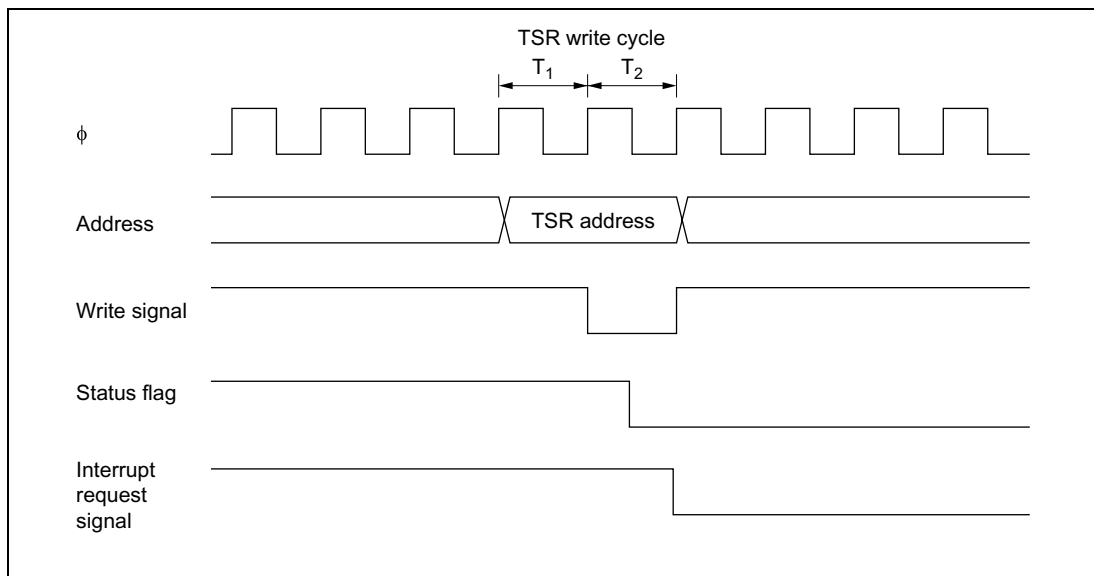 TSR write cycle
T₁ T₂
ϕ
Address
TSR address
Write signal
Status flag
Interrupt
request
signal